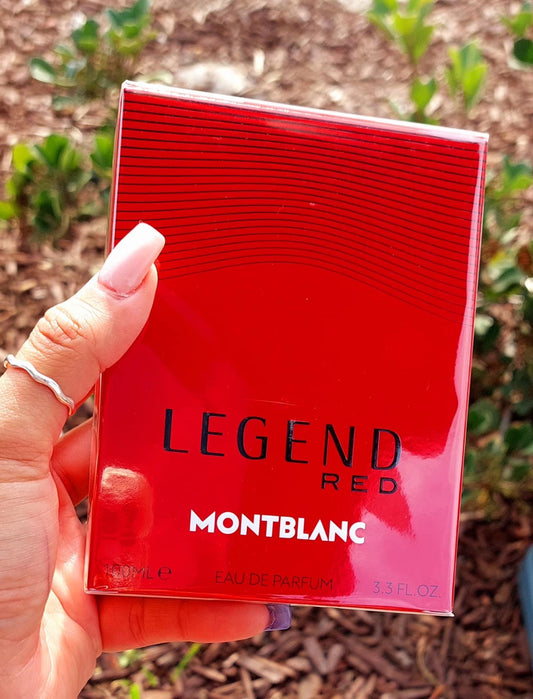 LEGEND
RED
MONTBLANC
100ML℮ EAU DE PARFUM 3.3 FL.OZ.